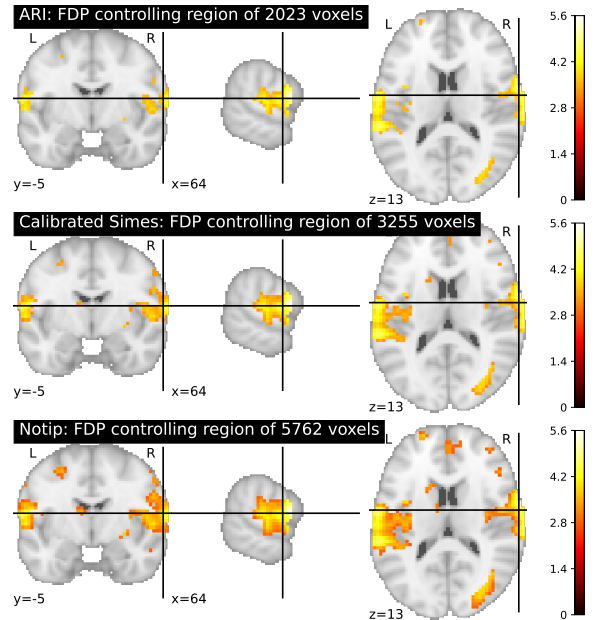 ARI: FDP controlling region of 2023 voxels
L
R
L
R
y=-5
x=64
z=13
5.6
4.2
2.8
1.4
0
Calibrated Simes: FDP controlling region of 3255 voxels
L
R
R
y=-5
x=64
z=13
5.6
4.2
2.8
1.4
0
Notip: FDP controlling region of 5762 voxels
L
R
L
R
y=-5
x=64
z=13
5.6
4.2
2.8
1.4
0